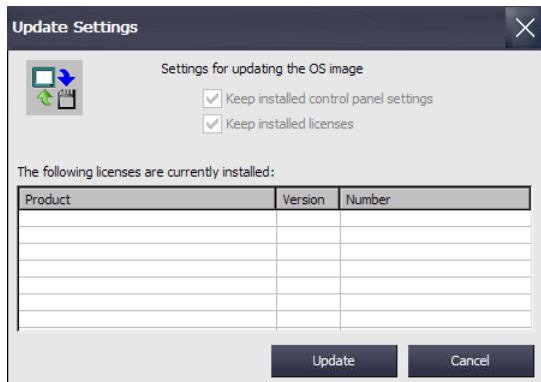 Update Settings
Settings for updating the OS image
Keep installed control panel settings
Keep installed licenses
The following licenses are currently installed:
Product Version Number
Update Cancel